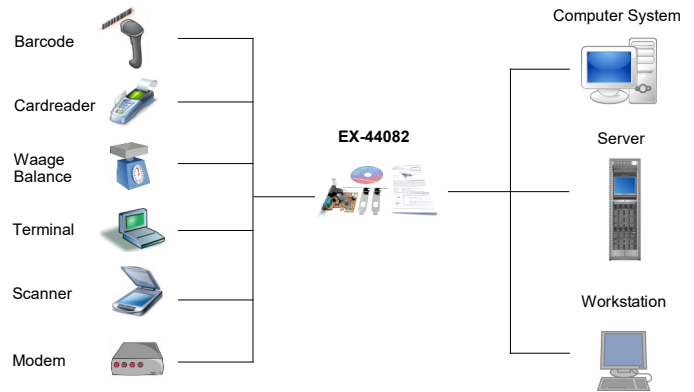 Barcode
Cardreader
Waage
Balance
Terminal
Scanner
Modem
EX-44082
Computer System
Server
Workstation